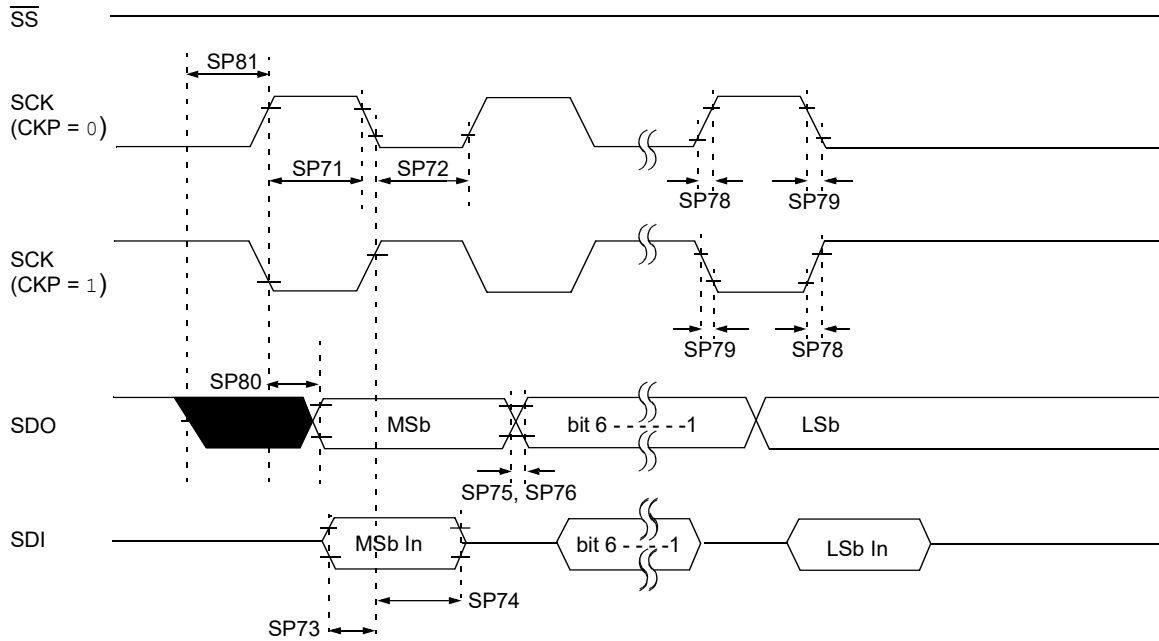 SS
SP81
SCK
(CKP = 0)
SP71
SP72
SP78
SP79
SCK
(CKP = 1)
SP79
SP78
SP80
SDO
MSb
bit 6 - - - - - -1
LSb
SP75, SP76
SDI
MSb In
bit 6 - - - - -1
LSb In
SP74
SP73